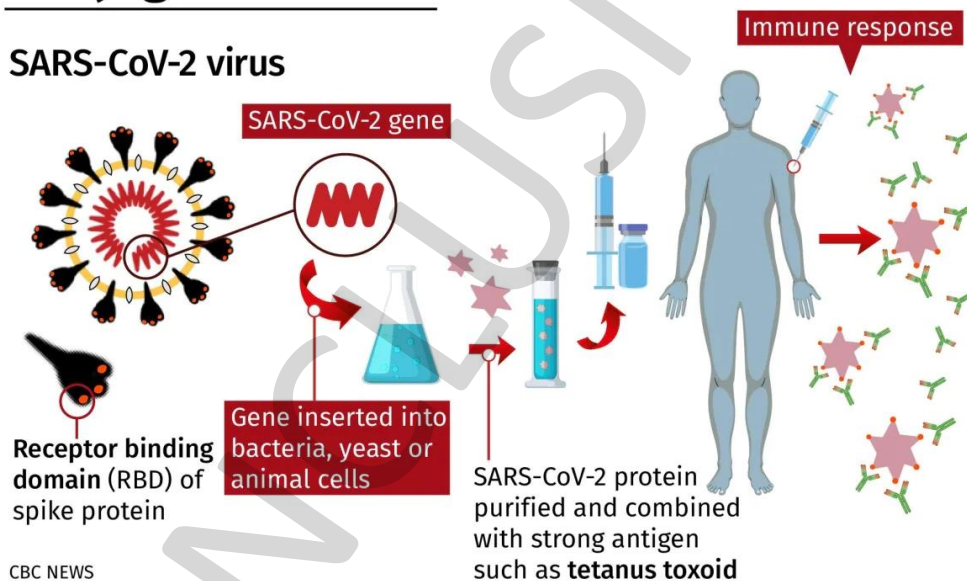 SARS-CoV-2 virus
Immune response
SARS-CoV-2 gene
Receptor binding
domain (RBD) of
spike protein
Gene inserted into
bacteria, yeast or
animal cells
SARS-CoV-2 protein
purified and combined
with strong antigen
such as tetanus toxoid
CBC NEWS